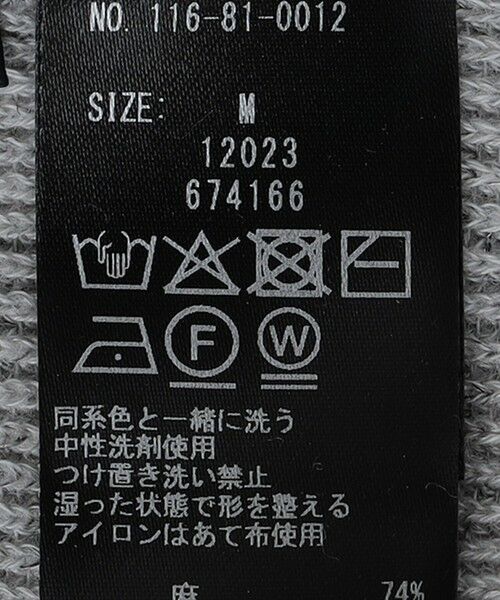 NO. 116-81-0012
SIZE: M
12023
674166
F W
同系色と一緒に洗う
中性洗剤使用
つけ置き洗い禁止
湿った状態で形を整える
アイロンはあて布使用
麻 74%